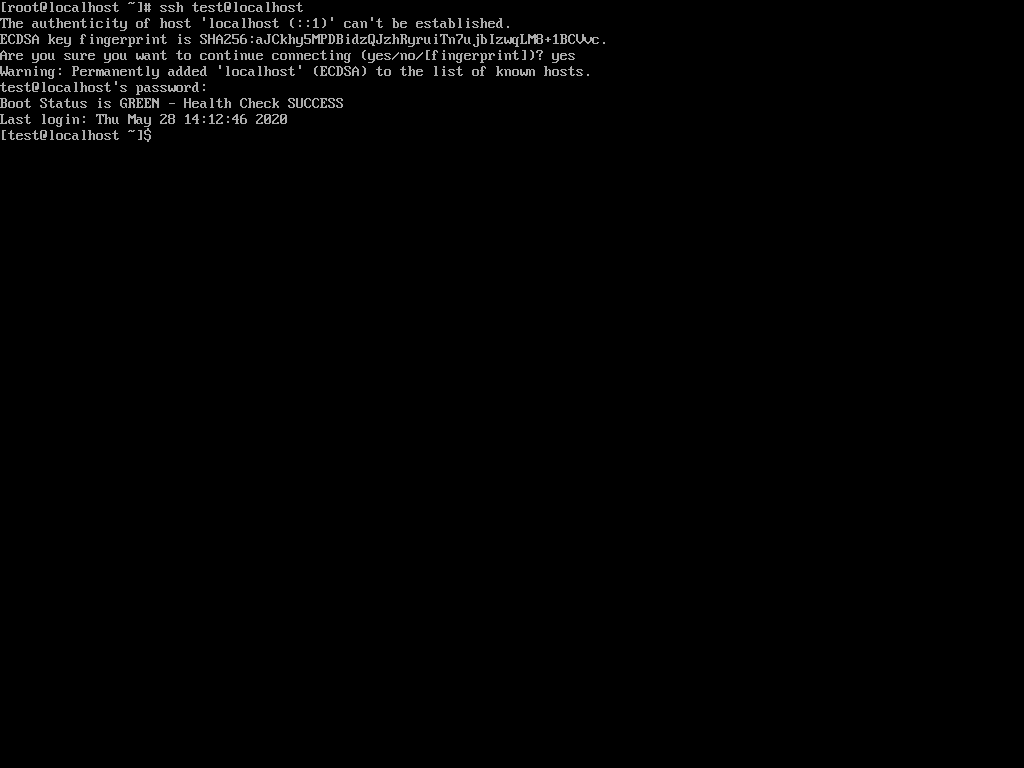 [root@localhost ~]# ssh test@localhost
The authenticity of host 'localhost (::1)' can't be established.
ECDSA key fingerprint is SHA256:aJCkhy5MPDBidzQJzhRyruiTn7ujbIzwqLM8+1BCVvc.
Are you sure you want to continue connecting (yes/no/[fingerprint])? yes
Warning: Permanently added 'localhost' (ECDSA) to the list of known hosts.
test@localhost's password:
Boot Status is GREEN - Health Check SUCCESS
Last login: Thu May 28 14:12:46 2020
[test@localhost ~]$